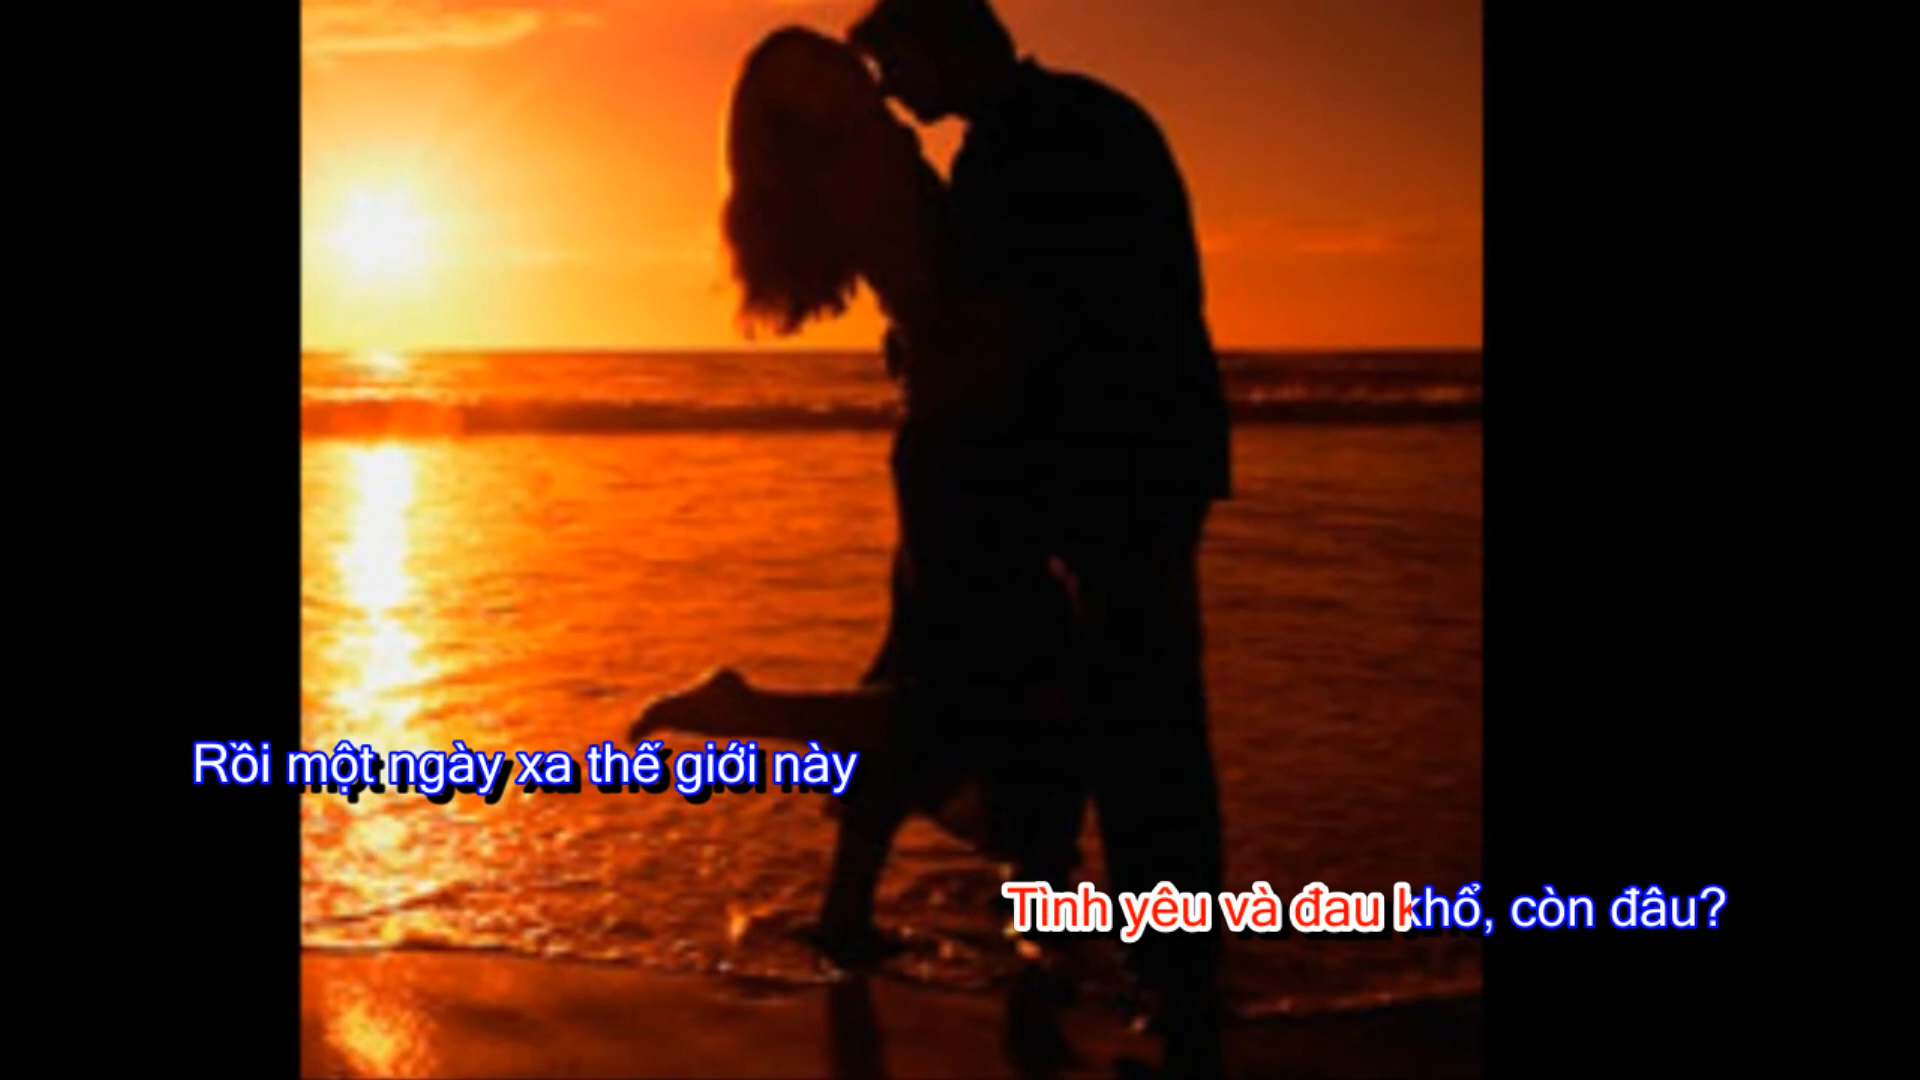 Rồi một ngày xa thế giới này
Tình yêu và đau khổ, còn đâu?